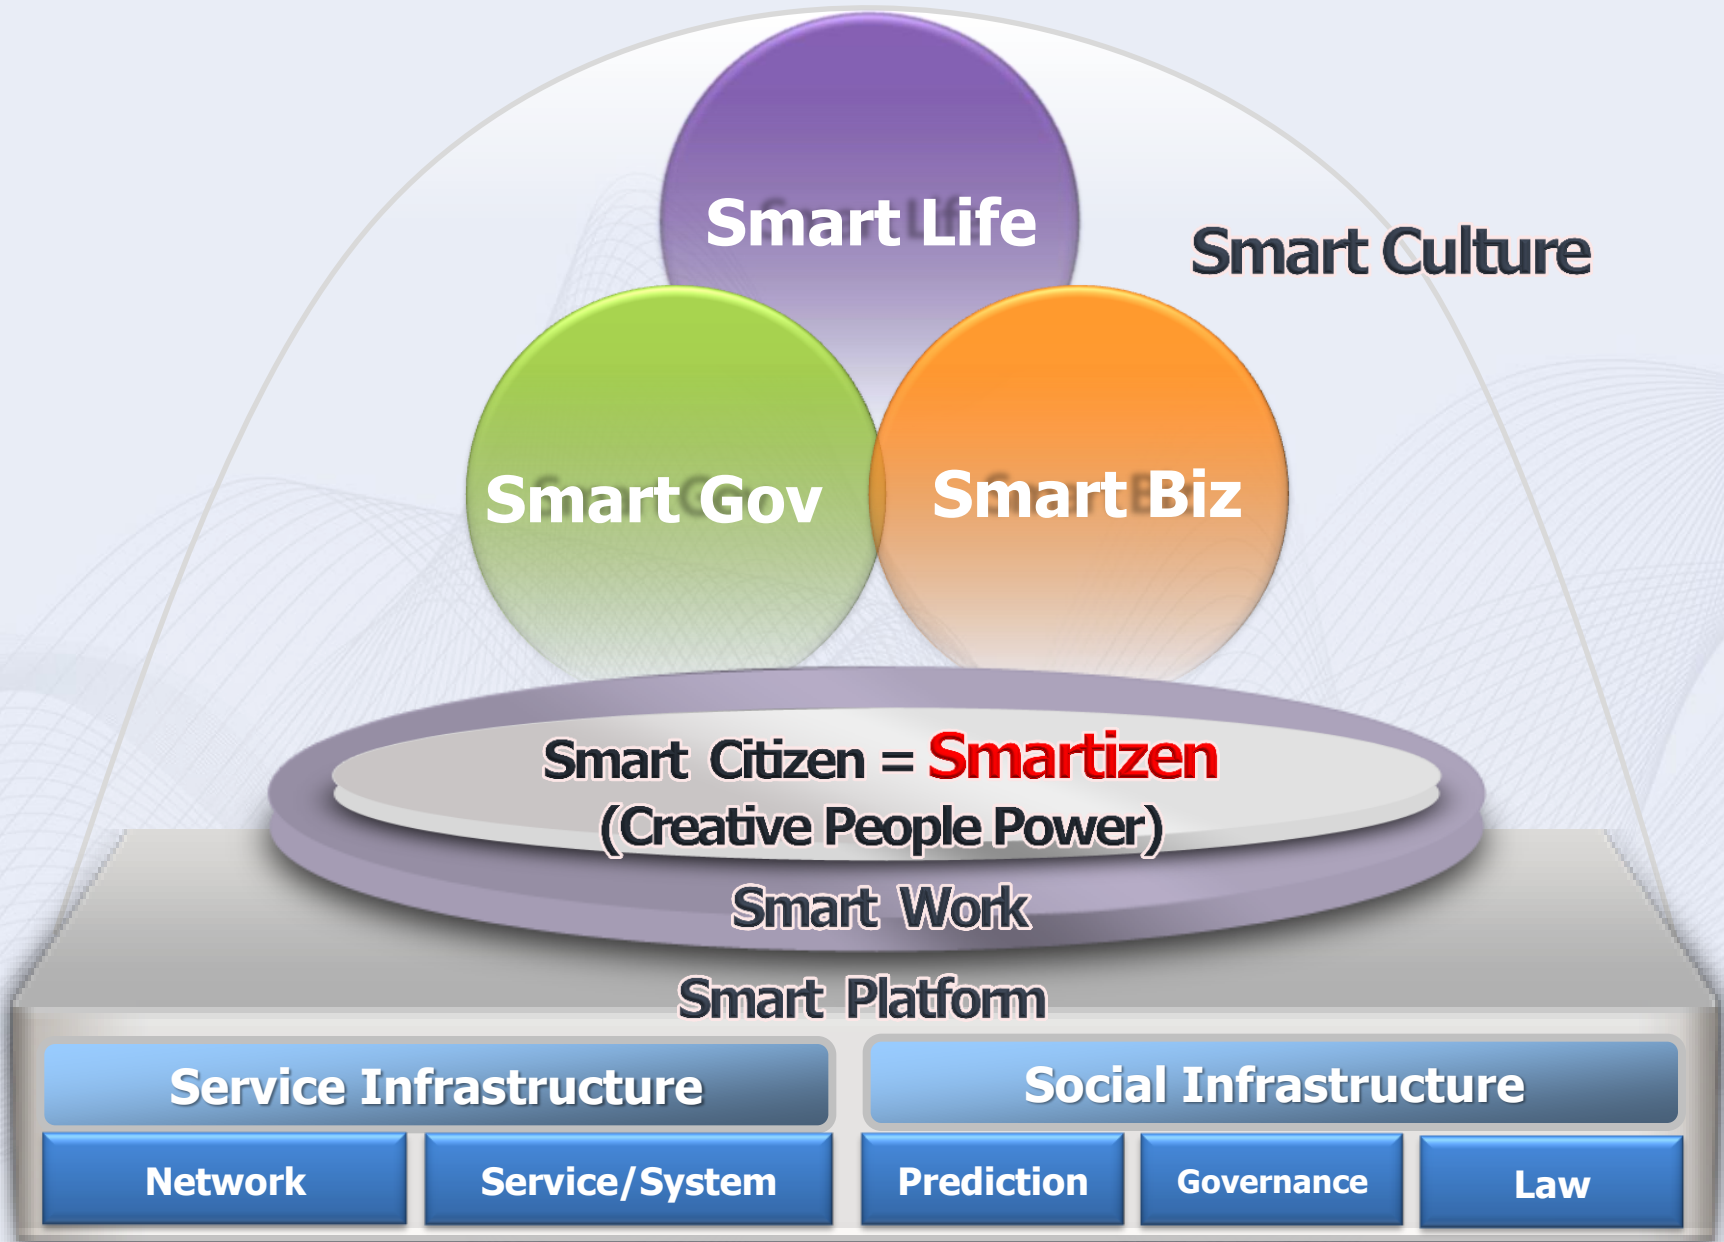 Smart Life
Smart Culture
Smart Gov
Smart Biz
Smart Citizen = Smartizen
(Creative People Power)
Smart Work
Smart Platform
Service Infrastructure
Social Infrastructure
Network
Service/System
Prediction
Governance
Law